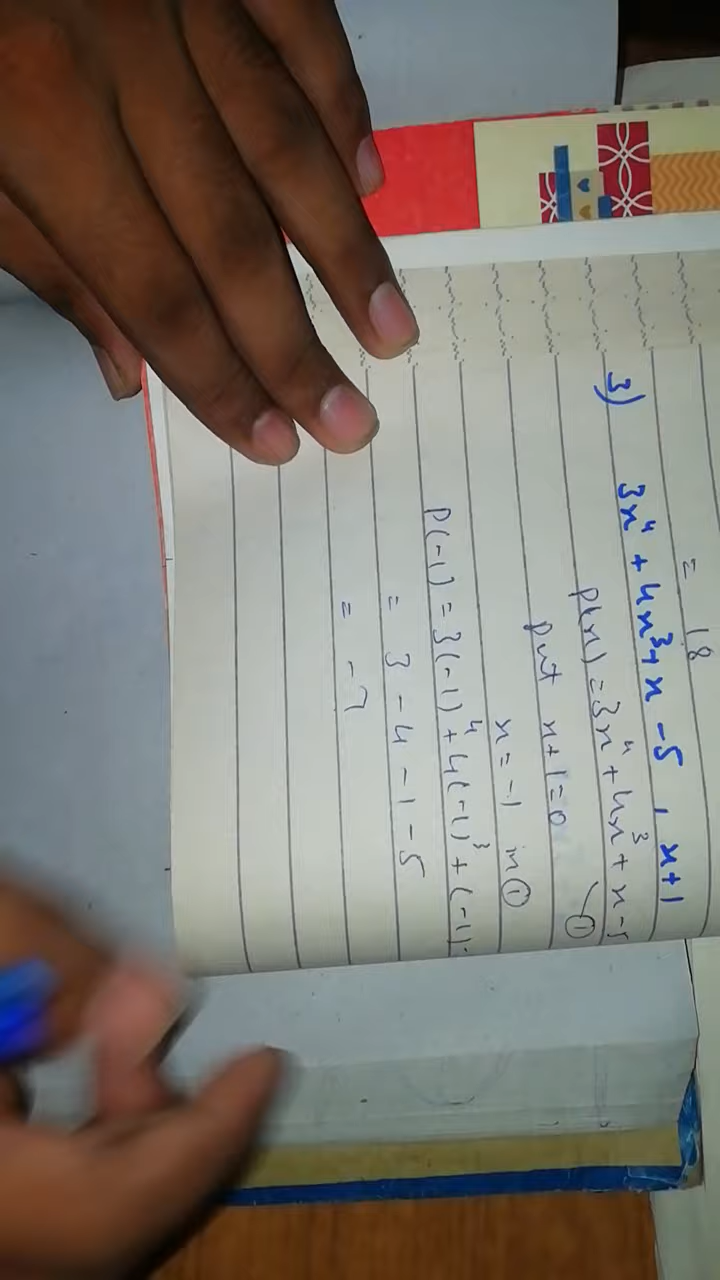 = 18
3) 3x⁴ + 4x³ + x - 5 , x+1
p(x) = 3x⁴ + 4x³ + x - 5
①
put x+1=0
x = -1 in ①
P(-1) = 3(-1)⁴ + 4(-1)³ + (-1) -
= 3 - 4 - 1 - 5
= -7